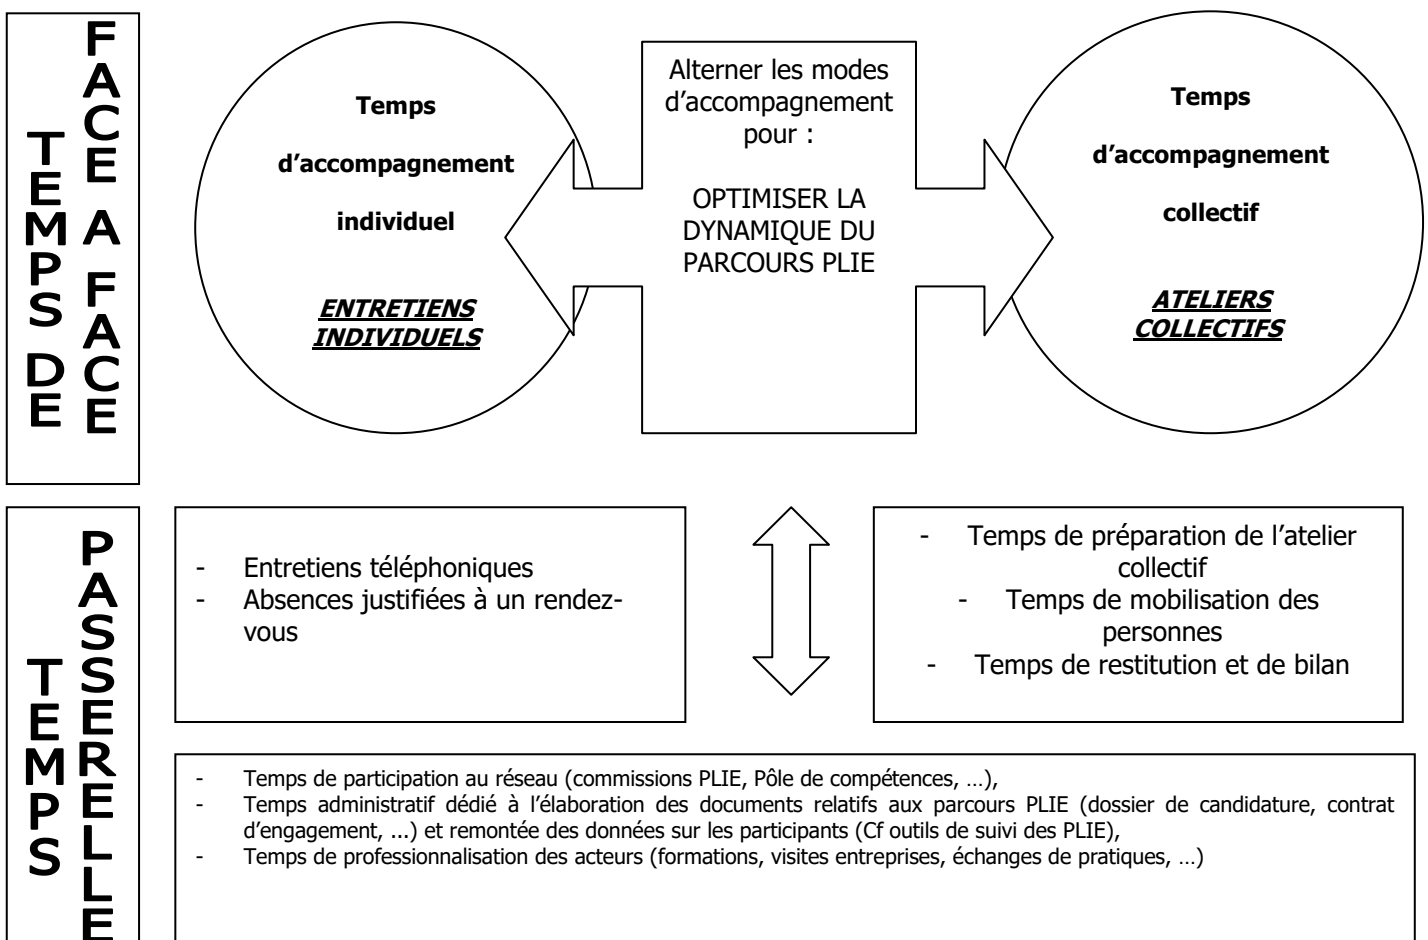 TEMPS DE
FACE A FACE
Temps
d’accompagnement
individuel
ENTRETIENS
INDIVIDUELS
Alterner les modes
d’accompagnement
pour :
OPTIMISER LA
DYNAMIQUE DU
PARCOURS PLIE
Temps
d’accompagnement
collectif
ATELIERS
COLLECTIFS
TEMPS
PASSERELLE
- Entretiens téléphoniques
- Absences justifiées à un rendez-
vous
- Temps de préparation de l’atelier
collectif
- Temps de mobilisation des
personnes
- Temps de restitution et de bilan
- Temps de participation au réseau (commissions PLIE, Pôle de compétences, …),
- Temps administratif dédié à l’élaboration des documents relatifs aux parcours PLIE (dossier de candidature, contrat
d’engagement, ...) et remontée des données sur les participants (Cf outils de suivi des PLIE),
- Temps de professionnalisation des acteurs (formations, visites entreprises, échanges de pratiques, …)